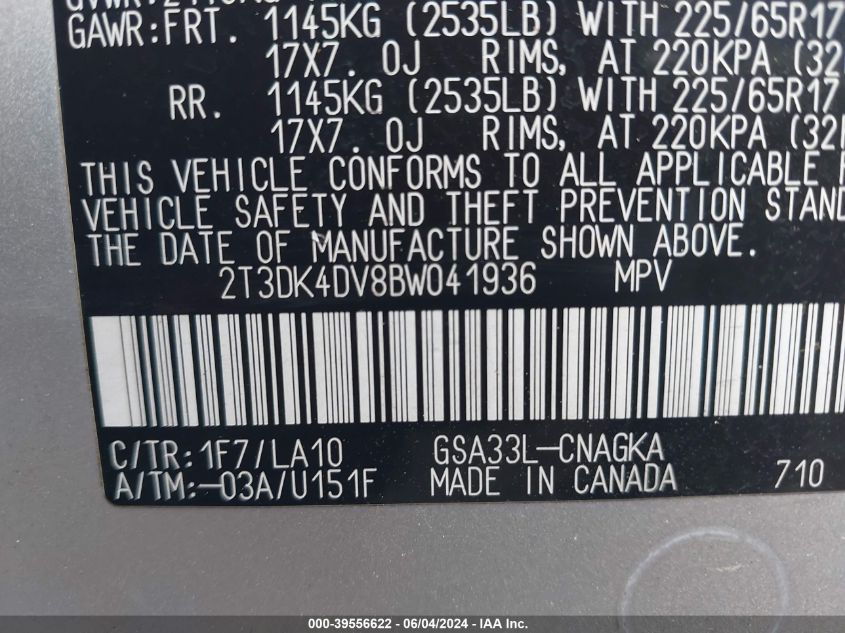 GAWR:FRT. 1145KG (2535LB) WITH 225/65R17
17X7.0J RIMS, AT 220KPA (32
RR. 1145KG (2535LB) WITH 225/65R17
17X7.0J RIMS, AT 220KPA (32
THIS VEHICLE CONFORMS TO ALL APPLICABLE
VEHICLE SAFETY AND THEFT PREVENTION STAND
THE DATE OF MANUFACTURE SHOWN ABOVE.
2T3DK4DV8BW041936 MPV
C/TR:1F7/LA10 GSA33L-CNAGKA
A/TM:-03A/U151F MADE IN CANADA 710
000-39556622 - 06/04/2024 - IAA Inc.